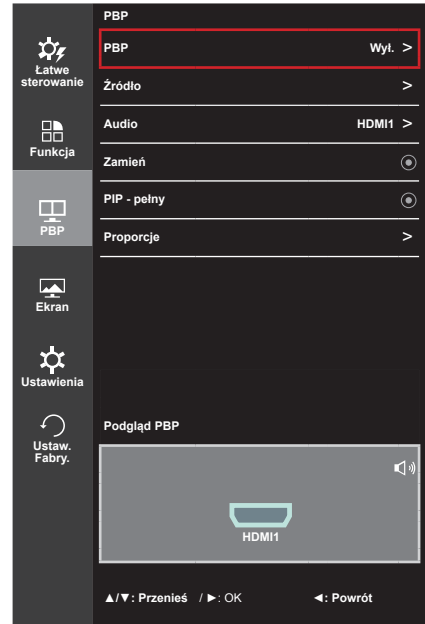 PBP
Łatwe
sterowanie
Funkcja
PBP
Ekran
Ustawienia
Ustaw.
Fabry.
PBP Wył. >
Źródło >
Audio HDMI1 >
Zamień
PIP - pełny
Proporcje >
Podgląd PBP
HDMI1
▲/▼: Przenieś / ►: OK ◄: Powrót